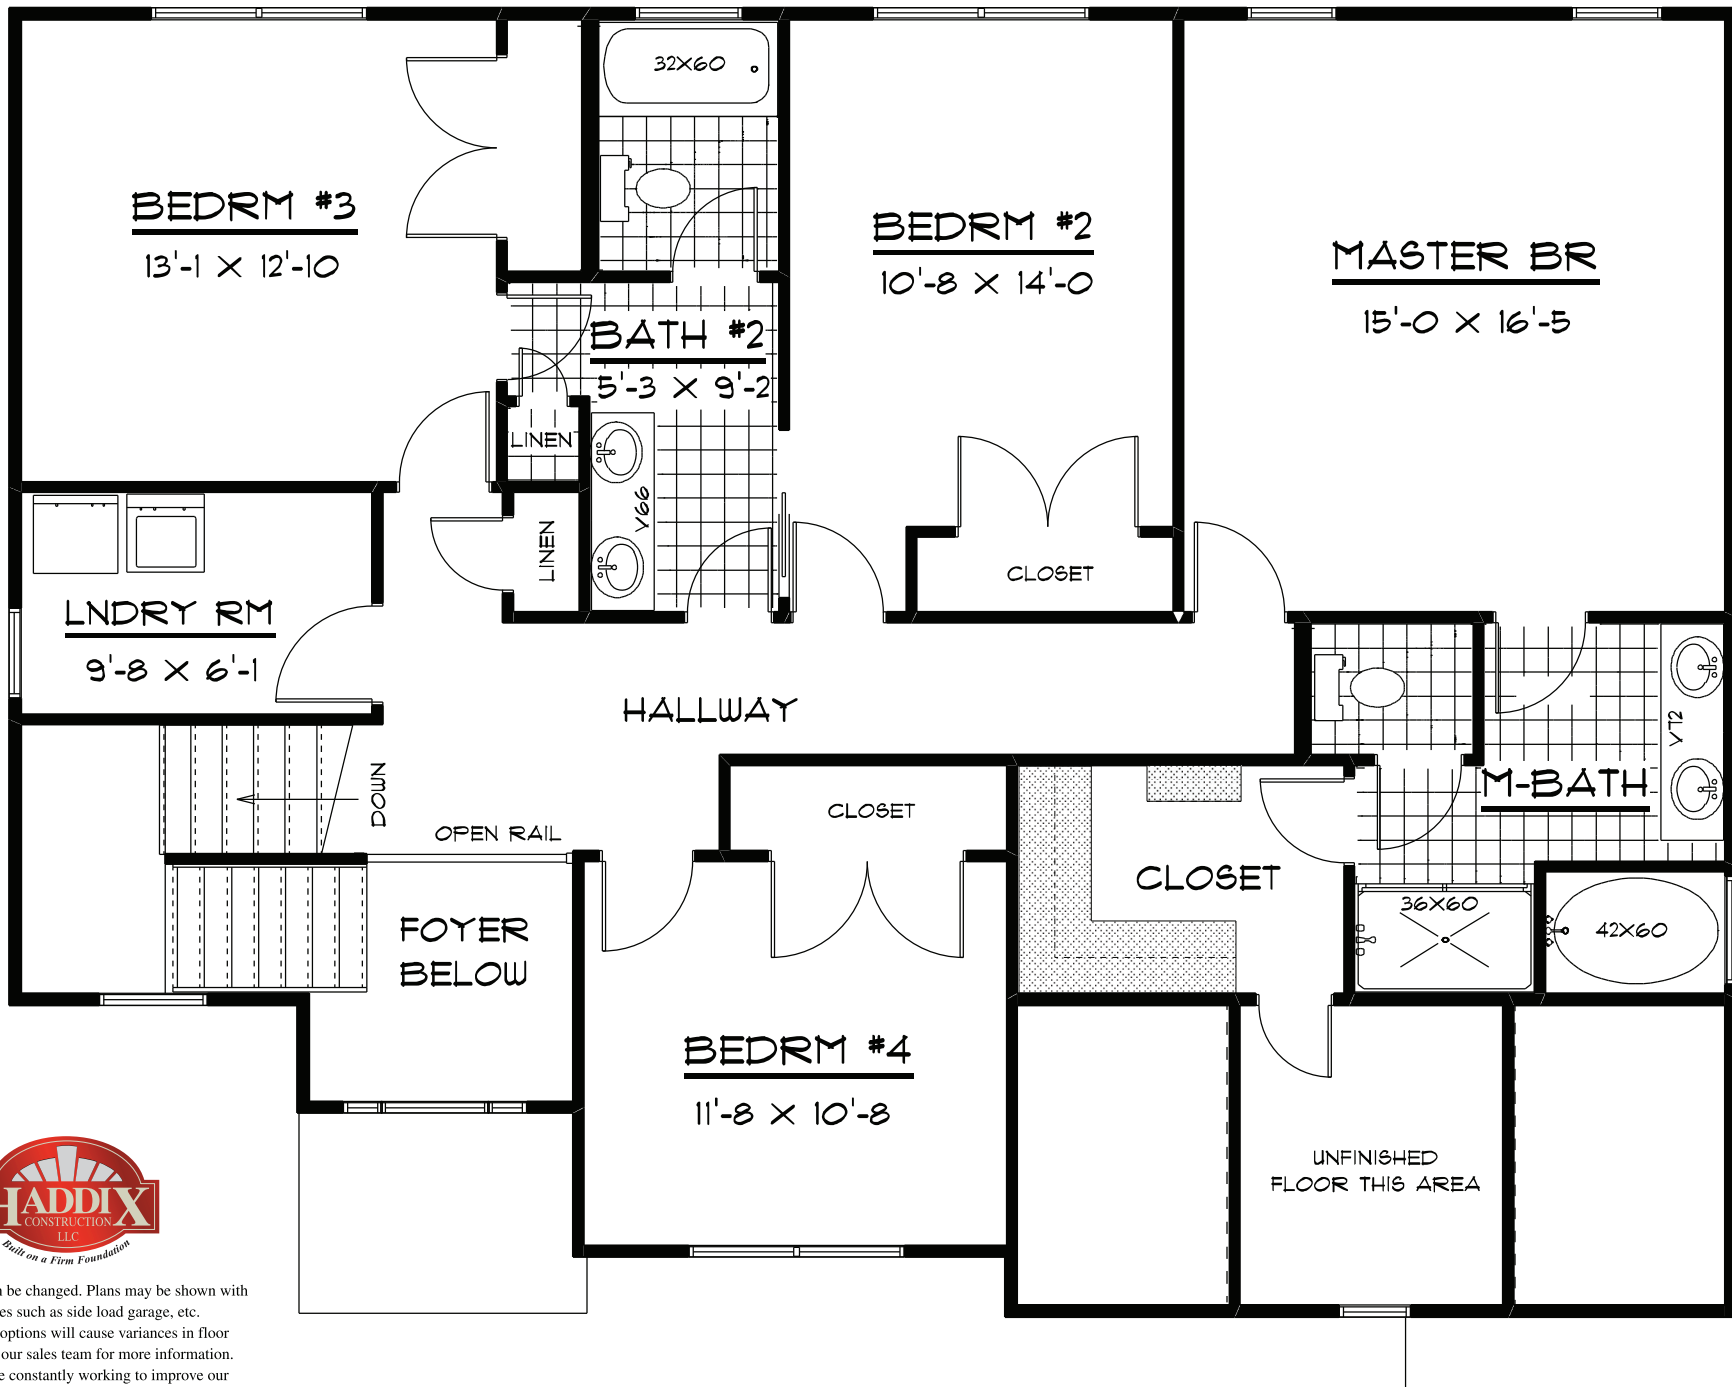 32X60
BEDRM #3
13'-1 X 12'-10
BEDRM #2
10'-8 X 14'-0
MASTER BR
15'-0 X 16'-5
BATH #2
5'-3 X 9'-2
LINEN
V66
LINEN
CLOSET
LNDRY RM
9'-8 X 6'-1
HALLWAY
V72
DOWN
OPEN RAIL
CLOSET
M-BATH
CLOSET
36X60
42X60
FOYER
BELOW
BEDRM #4
11'-8 X 10'-8
UNFINISHED
FLOOR THIS AREA
HADDIX
CONSTRUCTION
LLC
Built on a Firm Foundation
be changed. Plans may be shown with
such as side load garage, etc.
options will cause variances in floor
our sales team for more information.
constantly working to improve our